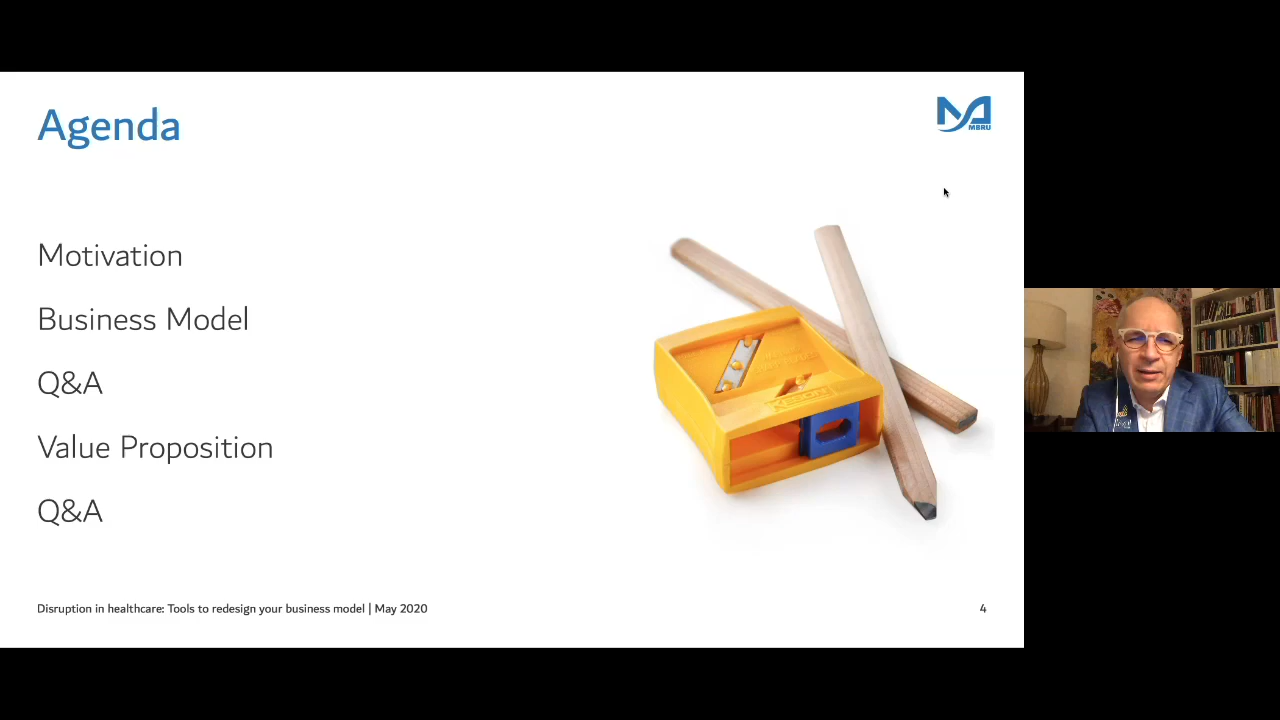 Agenda
MBRU
Motivation
Business Model
Q&A
Value Proposition
Q&A
KESON
Disruption in healthcare: Tools to redesign your business model | May 2020
4